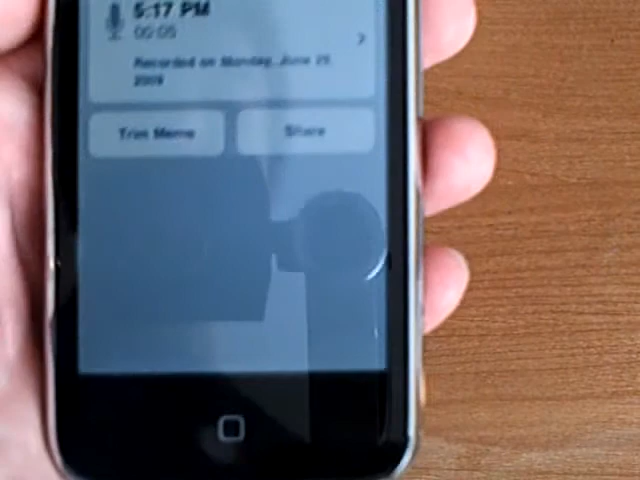 5:17 PM
00:05
Recorded on Monday, June 29,
2009
Trim Memo
Share